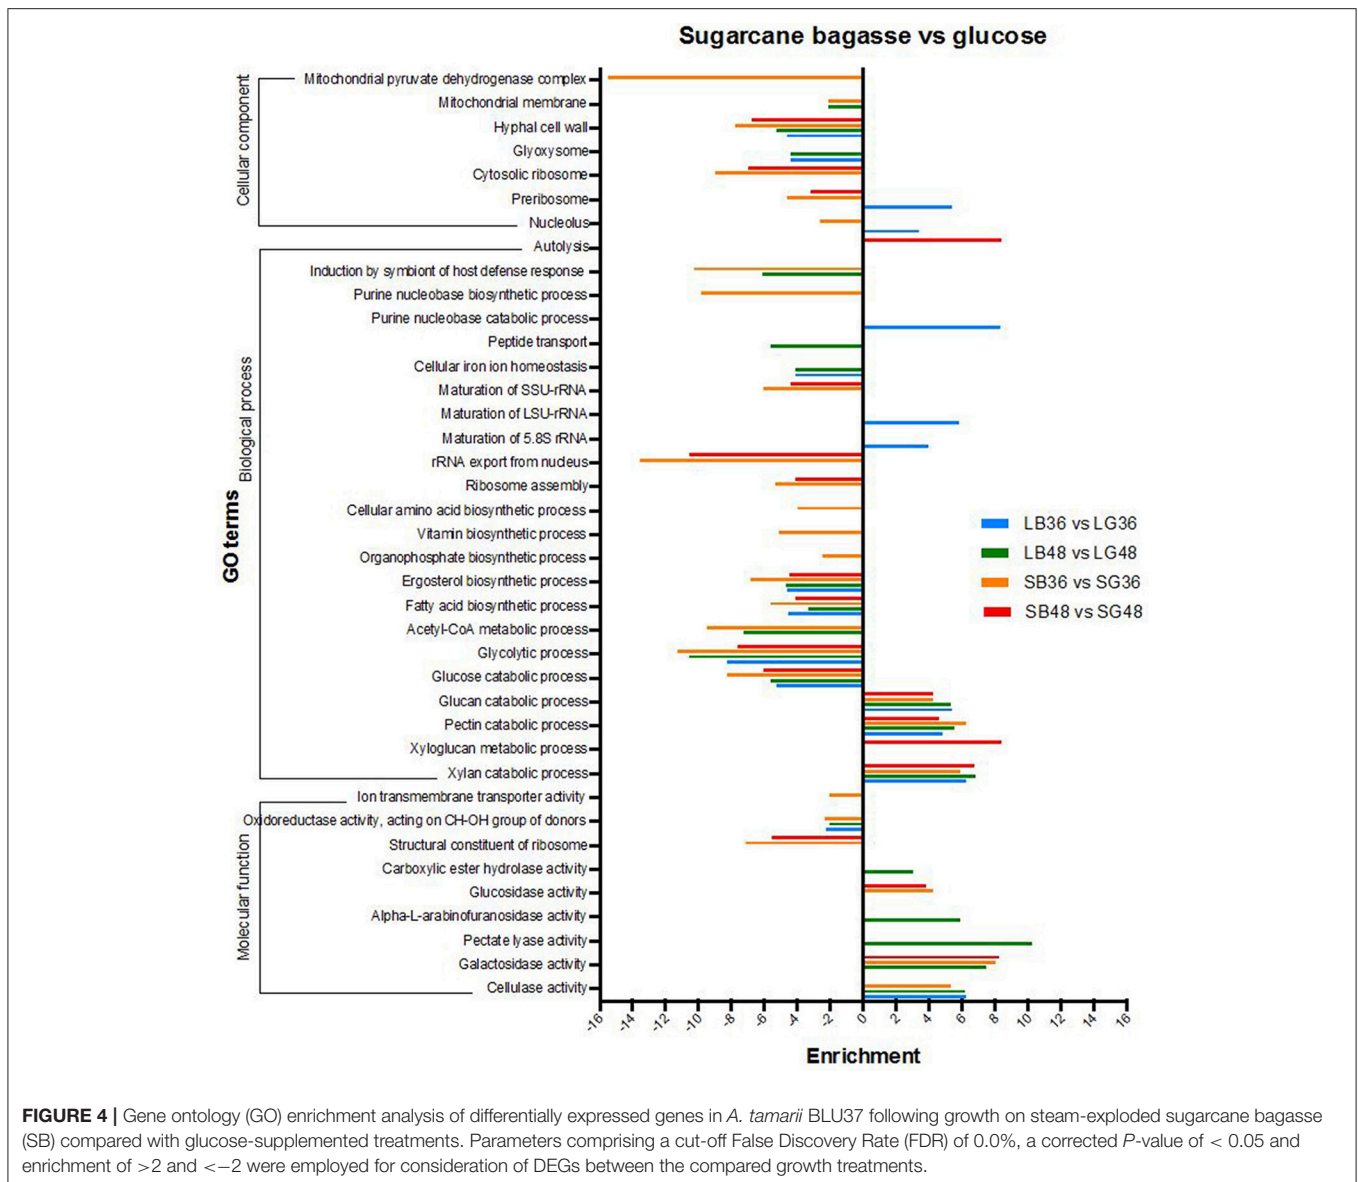 Sugarcane bagasse vs glucose
GO terms
Cellular component
Mitochondrial pyruvate dehydrogenase complex
Mitochondrial membrane
Hyphal cell wall
Glyoxysome
Cytosolic ribosome
Preribosome
Nucleolus
Biological process
Autolysis
Induction by symbiont of host defense response
Purine nucleobase biosynthetic process
Purine nucleobase catabolic process
Peptide transport
Cellular iron ion homeostasis
Maturation of SSU-rRNA
Maturation of LSU-rRNA
Maturation of 5.8S rRNA
rRNA export from nucleus
Ribosome assembly
Cellular amino acid biosynthetic process
Vitamin biosynthetic process
Organophosphate biosynthetic process
Ergosterol biosynthetic process
Fatty acid biosynthetic process
Acetyl-CoA metabolic process
Glycolytic process
Glucose catabolic process
Glucan catabolic process
Pectin catabolic process
Xyloglucan metabolic process
Xylan catabolic process
Molecular function
Ion transmembrane transporter activity
Oxidoreductase activity, acting on CH-OH group of donors
Structural constituent of ribosome
Carboxylic ester hydrolase activity
Glucosidase activity
Alpha-L-arabinofuranosidase activity
Pectate lyase activity
Galactosidase activity
Cellulase activity
LB36 vs LG36
LB48 vs LG48
SB36 vs SG36
SB48 vs SG48
-16 -14 -12 -10 -8 -6 -4 -2 0 2 4 6 8 10 12 14 16
Enrichment
FIGURE 4 | Gene ontology (GO) enrichment analysis of differentially expressed genes in A. tamarii BLU37 following growth on steam-exploded sugarcane bagasse
(SB) compared with glucose-supplemented treatments. Parameters comprising a cut-off False Discovery Rate (FDR) of 0.0%, a corrected P-value of < 0.05 and
enrichment of >2 and <−2 were employed for consideration of DEGs between the compared growth treatments.